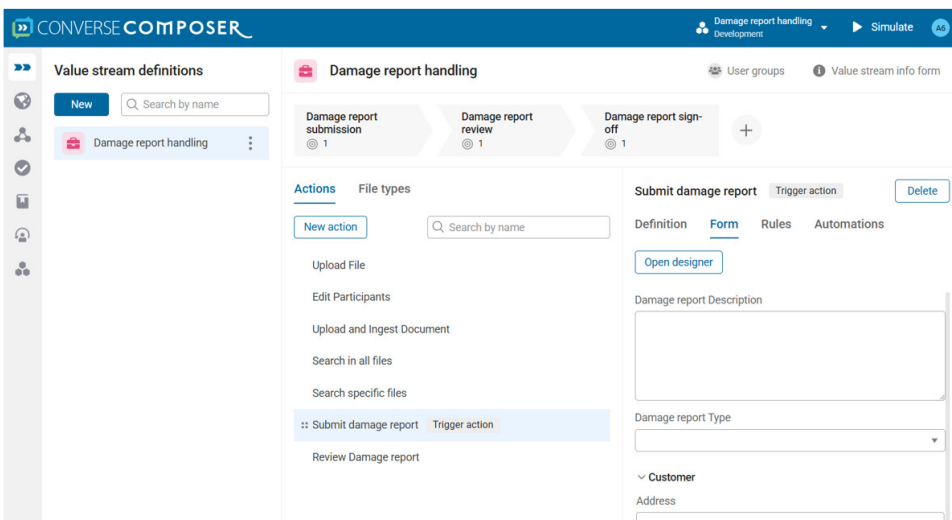 CONVERSE COMPOSER
Damage report handling
Development
Simulate
A6
Value stream definitions
New
Search by name
Damage report handling
Damage report handling
User groups
Value stream info form
Damage report
submission
1
Damage report
review
1
Damage report sign-
off
1
Actions
File types
New action
Search by name
Upload File
Edit Participants
Upload and Ingest Document
Search in all files
Search specific files
Submit damage report
Trigger action
Review Damage report
Submit damage report
Trigger action
Delete
Definition
Form
Rules
Automations
Open designer
Damage report Description
Damage report Type
Customer
Address